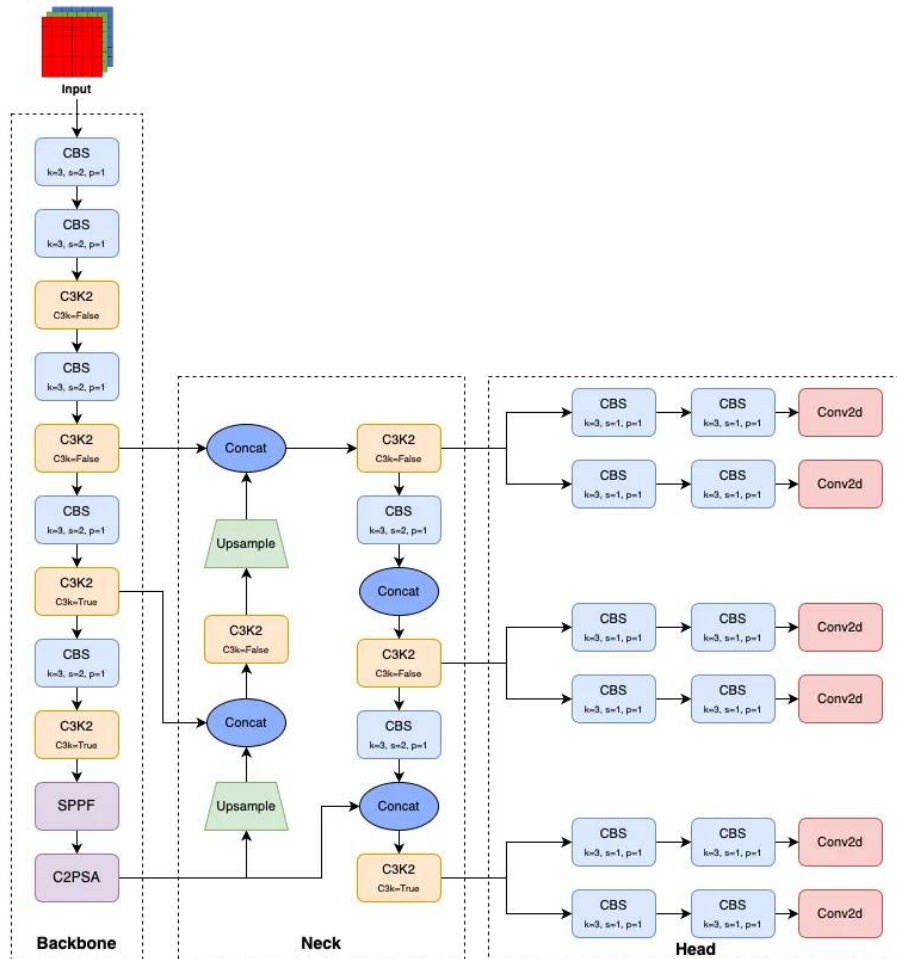 Input
CBS
k=3, s=2, p=1
CBS
k=3, s=2, p=1
C3K2
C3k=False
CBS
k=3, s=2, p=1
C3K2
C3k=False
CBS
k=3, s=2, p=1
C3K2
C3k=True
CBS
k=3, s=2, p=1
C3K2
C3k=True
SPPF
C2PSA
Backbone
Concat
Upsample
C3K2
C3k=False
Concat
Upsample
C3K2
C3k=False
CBS
k=3, s=2, p=1
Concat
C3K2
C3k=False
CBS
k=3, s=2, p=1
Concat
C3K2
C3k=True
Neck
CBS
k=3, s=1, p=1
CBS
k=3, s=1, p=1
Conv2d
CBS
k=3, s=1, p=1
CBS
k=3, s=1, p=1
Conv2d
CBS
k=3, s=1, p=1
CBS
k=3, s=1, p=1
Conv2d
CBS
k=3, s=1, p=1
CBS
k=3, s=1, p=1
Conv2d
CBS
k=3, s=1, p=1
CBS
k=3, s=1, p=1
Conv2d
CBS
k=3, s=1, p=1
CBS
k=3, s=1, p=1
Conv2d
Head